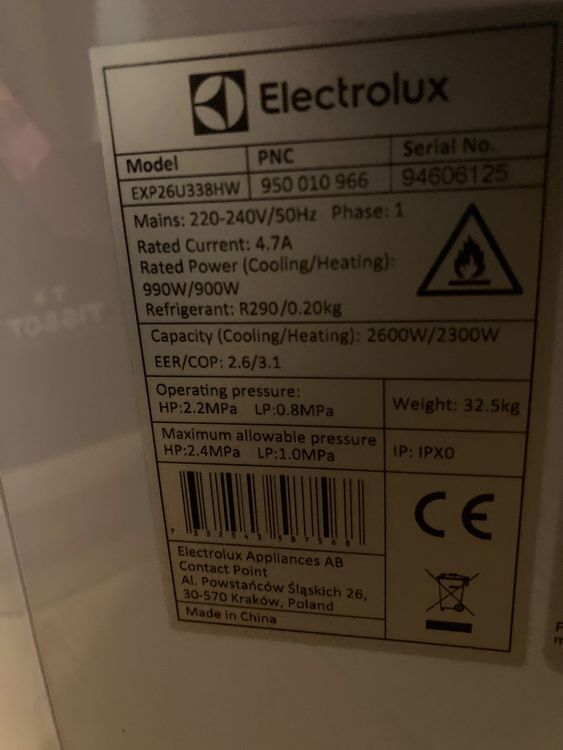 Electrolux
Model PNC Serial No.
EXP26U338HW 950 010 966 94606125
Mains: 220-240V/50Hz Phase: 1
Rated Current: 4.7A
Rated Power (Cooling/Heating):
990W/900W
Refrigerant: R290/0.20kg
Capacity (Cooling/Heating): 2600W/2300W
EER/COP: 2.6/3.1
Operating pressure:
HP:2.2MPa LP:0.8MPa
Weight: 32.5kg
Maximum allowable pressure
HP:2.4MPa LP:1.0MPa
IP: IPX0
7 332543 587568
CE
Electrolux Appliances AB
Contact Point
Al. Powstańców Śląskich 26,
30-570 Kraków, Poland
Made in China